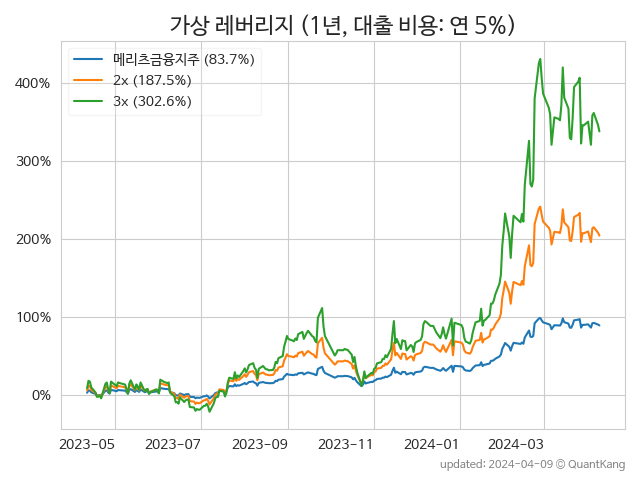 가상 레버리지 (1년, 대출 비용: 연 5%)
메리츠금융지주 (83.7%)
2x (187.5%)
3x (302.6%)
400%
300%
200%
100%
0%
2023-05
2023-07
2023-09
2023-11
2024-01
2024-03
updated: 2024-04-09 © QuantKang